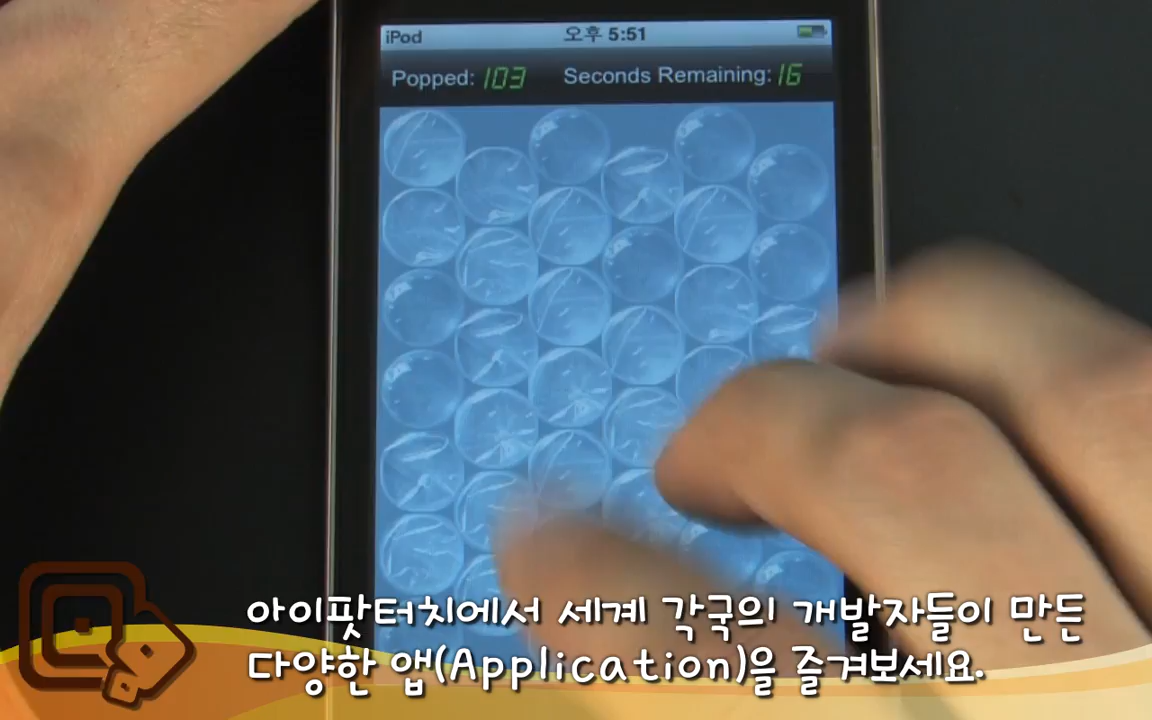 iPod 오후 5:51
Popped: 103 Seconds Remaining: 16
아이팟터치에서 세계 각국의 개발자들이 만든
다양한 앱(Application)을 즐겨보세요.